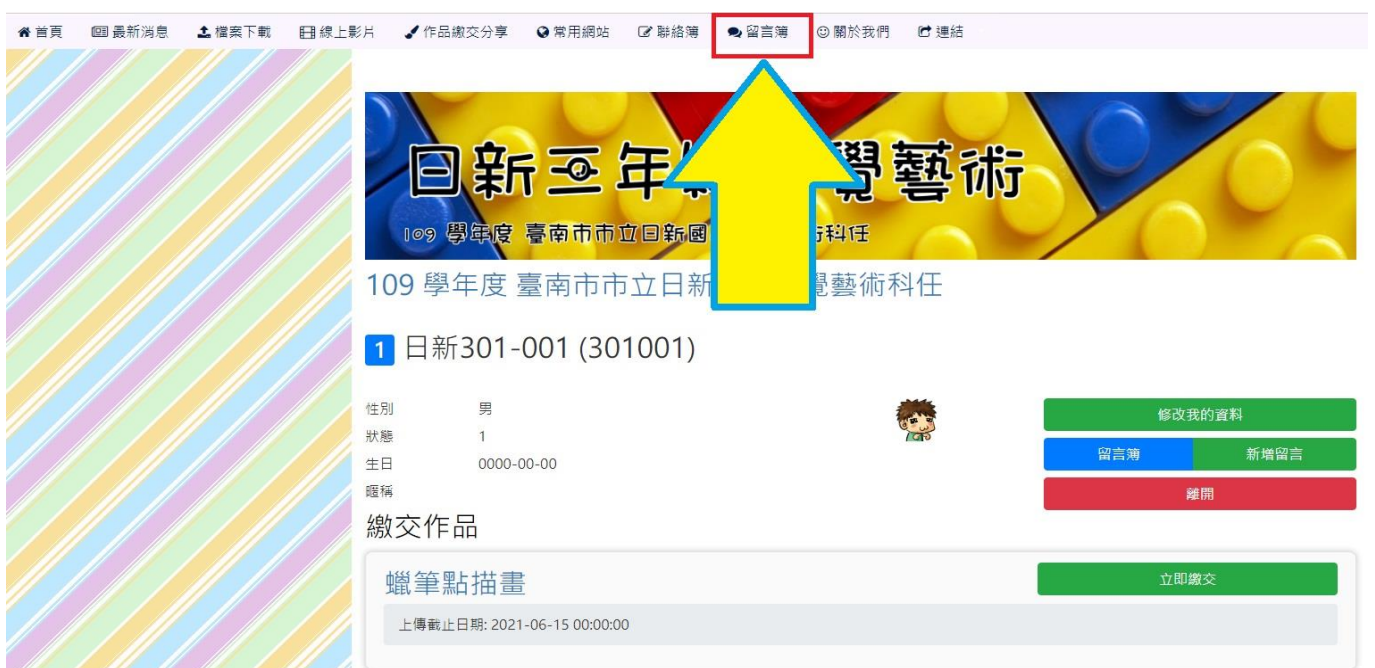 首頁 最新消息 檔案下載 線上影片 作品繳交分享 常用網站 聯絡簿 留言簿 關於我們 連結
日新三年 覺藝術
109 學年度 臺南市市立日新國 科任
109 學年度 臺南市市立日新 覺藝術科任
1 日新301-001 (301001)
性別 男
狀態 1
生日 0000-00-00
暱稱
修改我的資料
留言簿 新增留言
離開
繳交作品
蠟筆點描畫
立即繳交
上傳截止日期: 2021-06-15 00:00:00